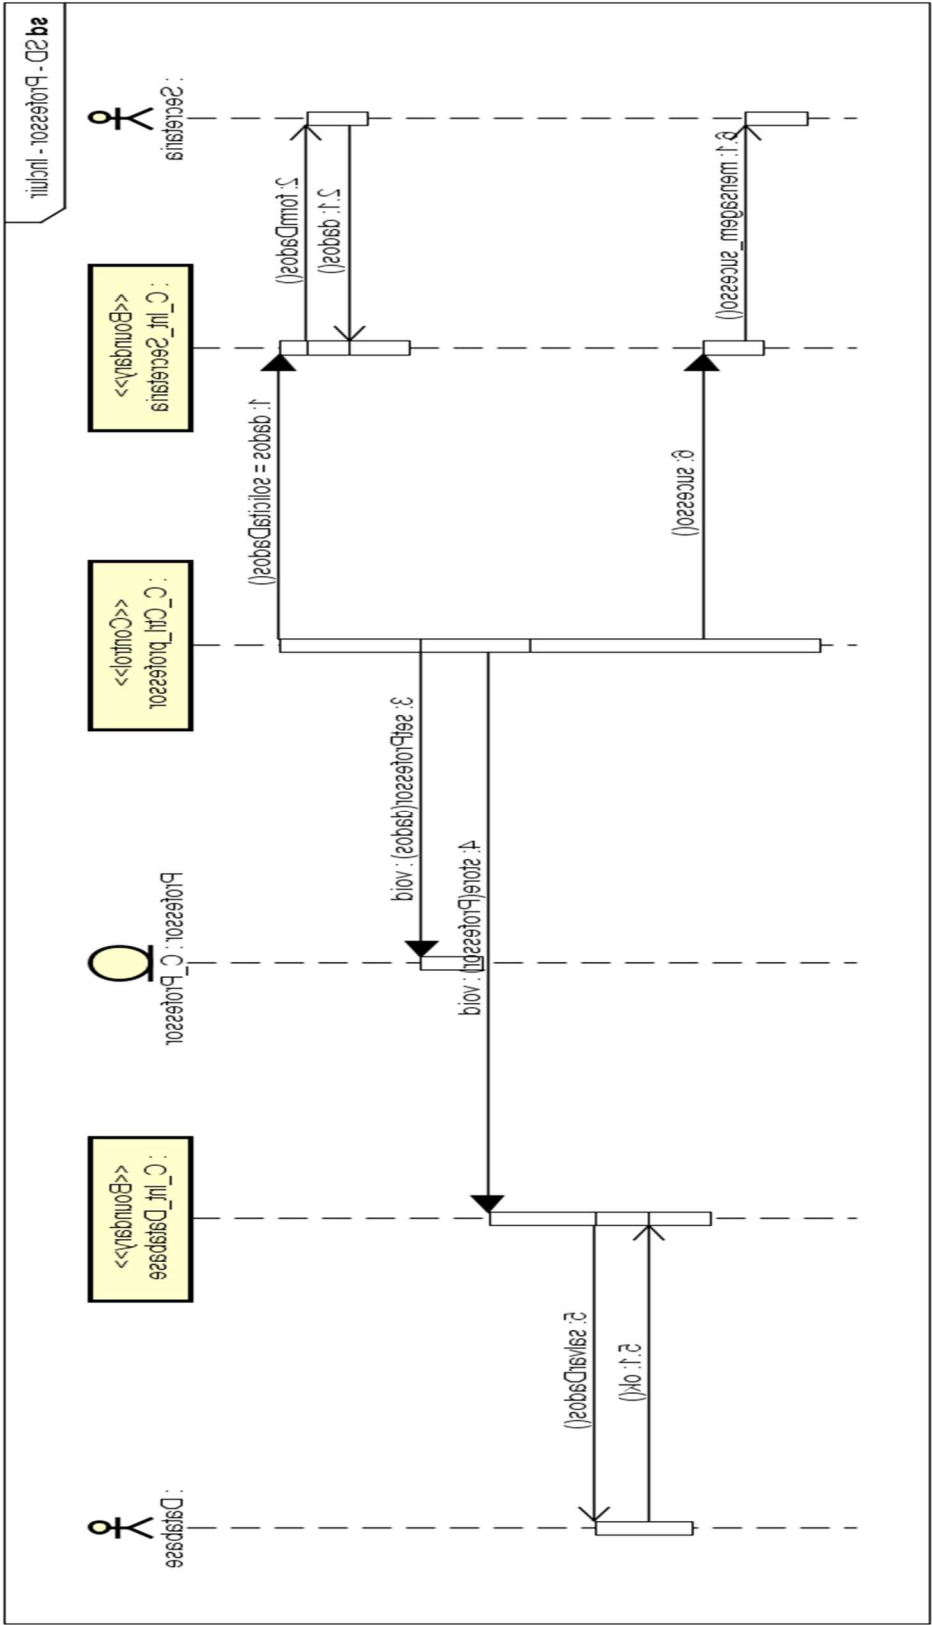 sd SD - Professor - Incluir
: Secretaria
<<Boundary>>
: C_Int_Secretaria
<<Control>>
: C_Ctrl_professor
Professor : C_Professor
<<Boundary>>
: C_Int_Database
: Database
1: dados = solicitaDados()
2: formDados()
2.1: dados()
3: setProfessor(dados) : void
4: store(Professor) : void
5: salvarDados()
5.1: ok()
6: sucesso()
6.1: mensagem_sucesso()